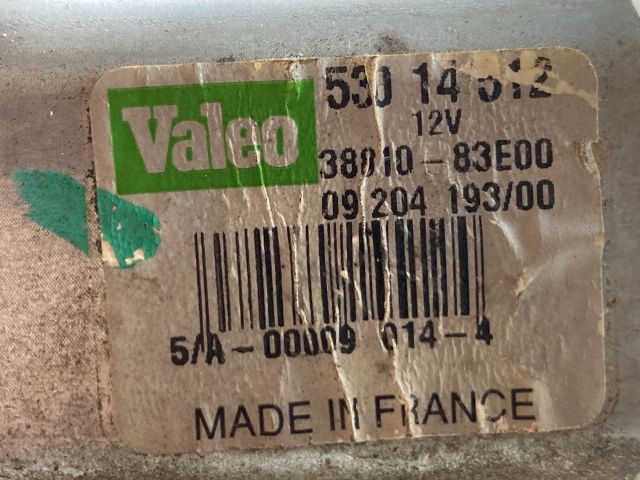 Valeo
530 14 512
12V
38810-83E00
09 204 193/00
5/A-00009 014-4
MADE IN FRANCE